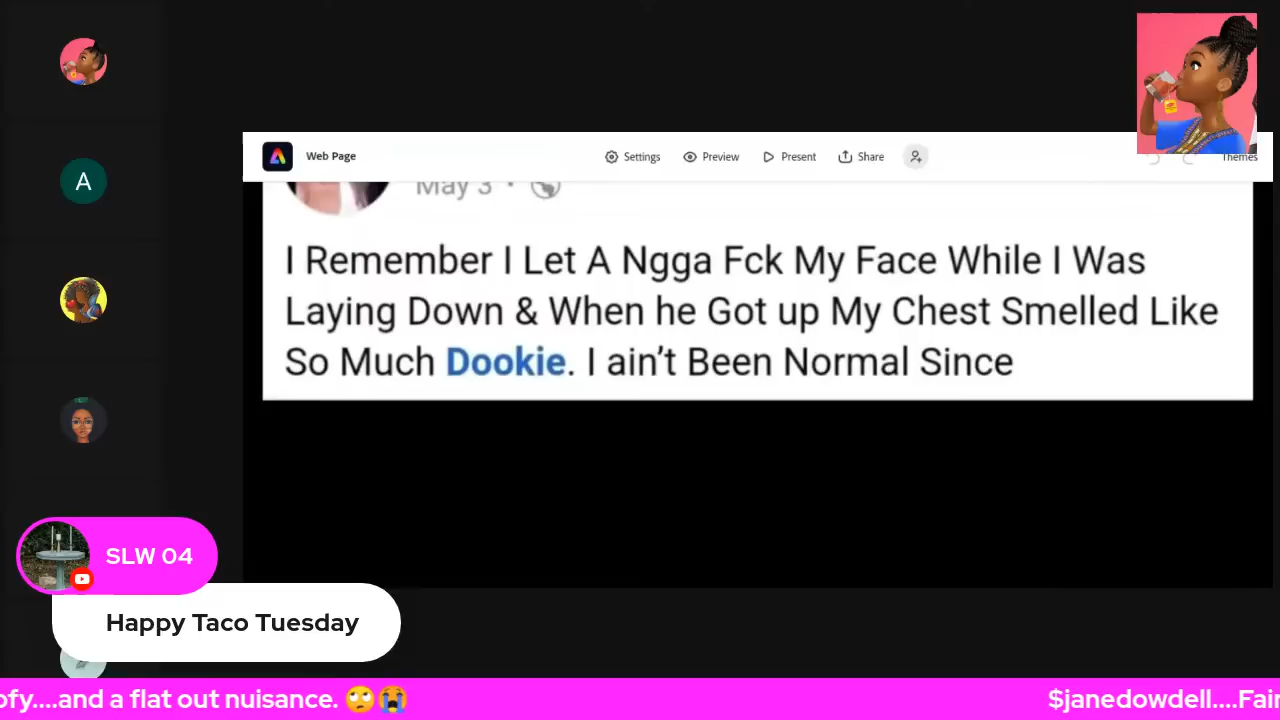 Web Page
Settings
Preview
Present
Share
Themes
May 3 ·
I Remember I Let A Ngga Fck My Face While I Was
Laying Down & When he Got up My Chest Smelled Like
So Much Dookie. I ain't Been Normal Since
A
SLW 04
Happy Taco Tuesday
ofy....and a flat out nuisance. 🙄😭
$janedowdell....Fair